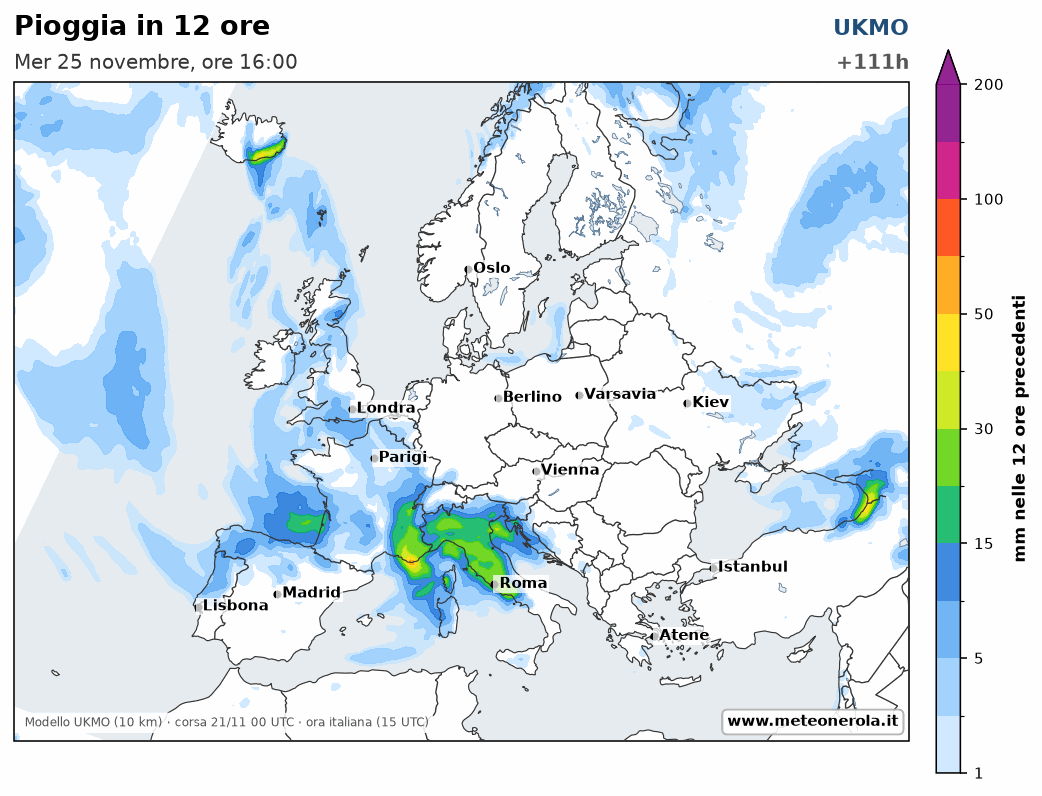 Pioggia in 12 ore
UKMO
Mer 25 novembre, ore 16:00
+111h
200
100
50
30
15
5
1
mm nelle 12 ore precedenti
Oslo
Berlino
Varsavia
Kiev
Londra
Parigi
Vienna
Istanbul
Roma
Madrid
Lisbona
Atene
Modello UKMO (10 km) · corsa 21/11 00 UTC · ora italiana (15 UTC)
www.meteonerola.it